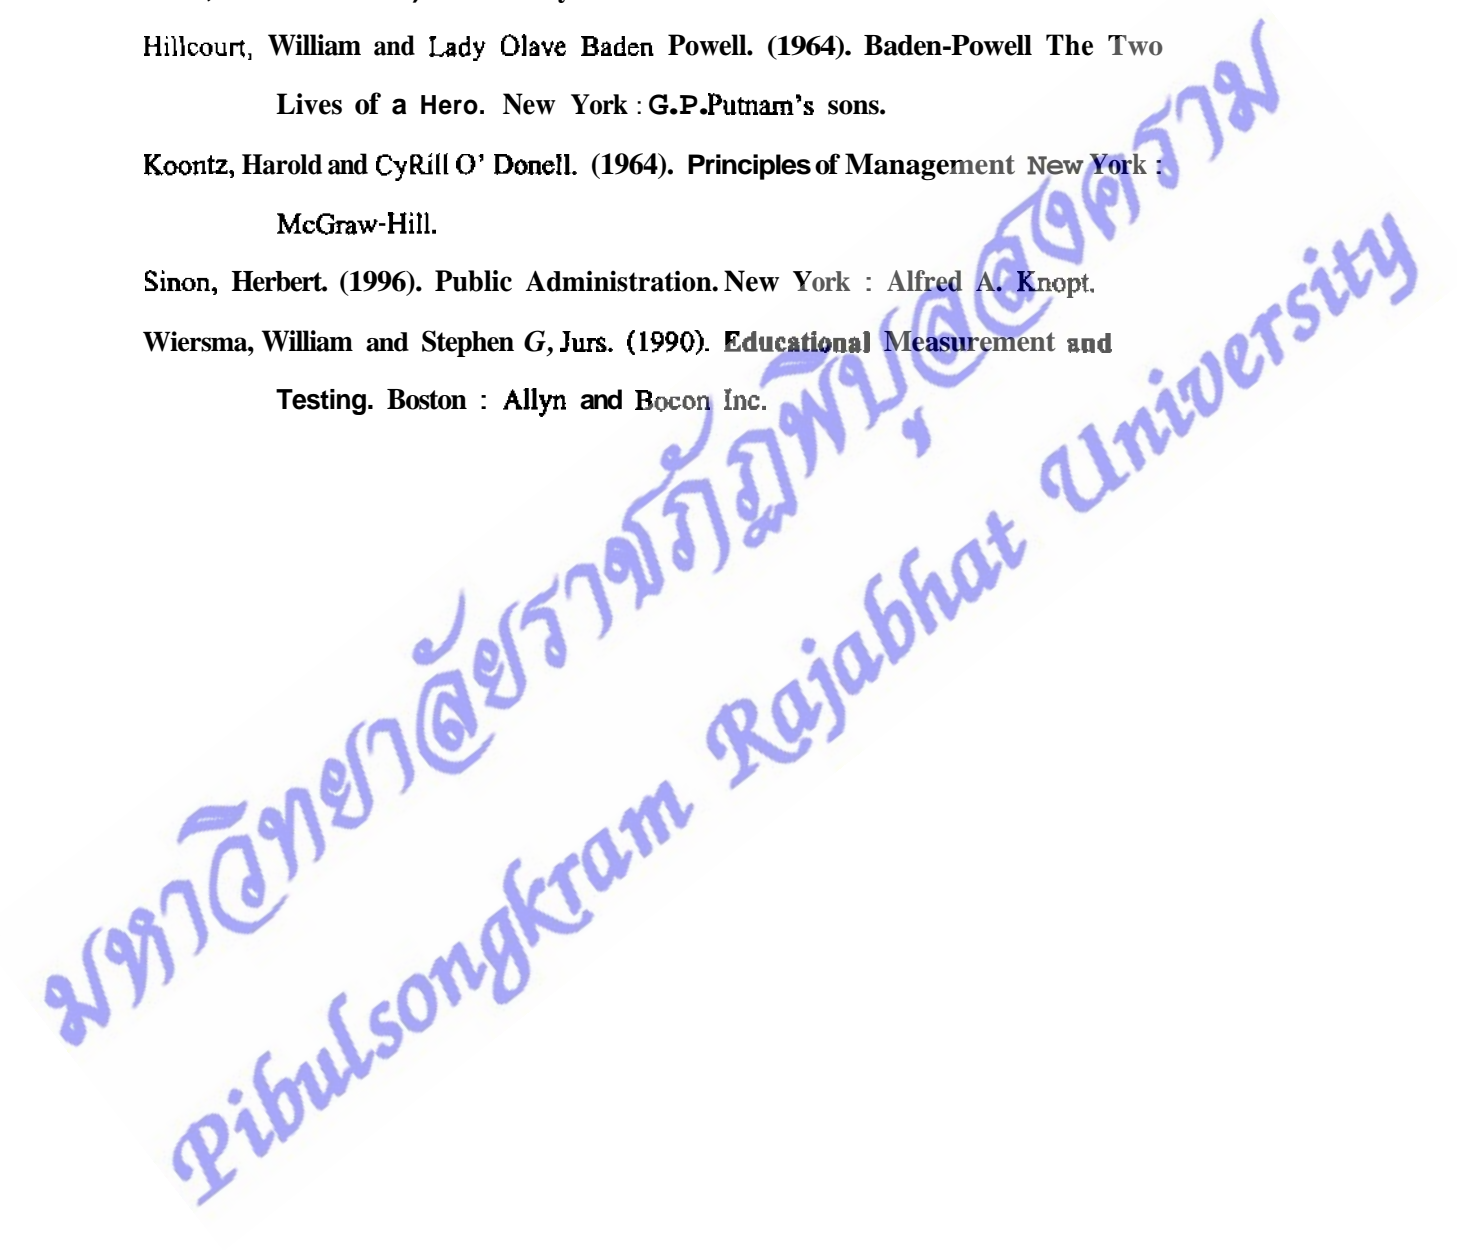 Hillcourt, William and Lady Olave Baden Powell. (1964). Baden-Powell The Two
Lives of a Hero. New York : G.P.Putnam's sons.
Koontz, Harold and CyRill O' Donell. (1964). Principles of Management New York :
McGraw-Hill.
Sinon, Herbert. (1996). Public Administration. New York : Alfred A. Knopt.
Wiersma, William and Stephen G, Jurs. (1990). Educational Measurement and
Testing. Boston : Allyn and Bocon Inc.
มหาวิทยาลัยราชภัฏพิบูลสงคราม
Pibulsongkram Rajabhat University